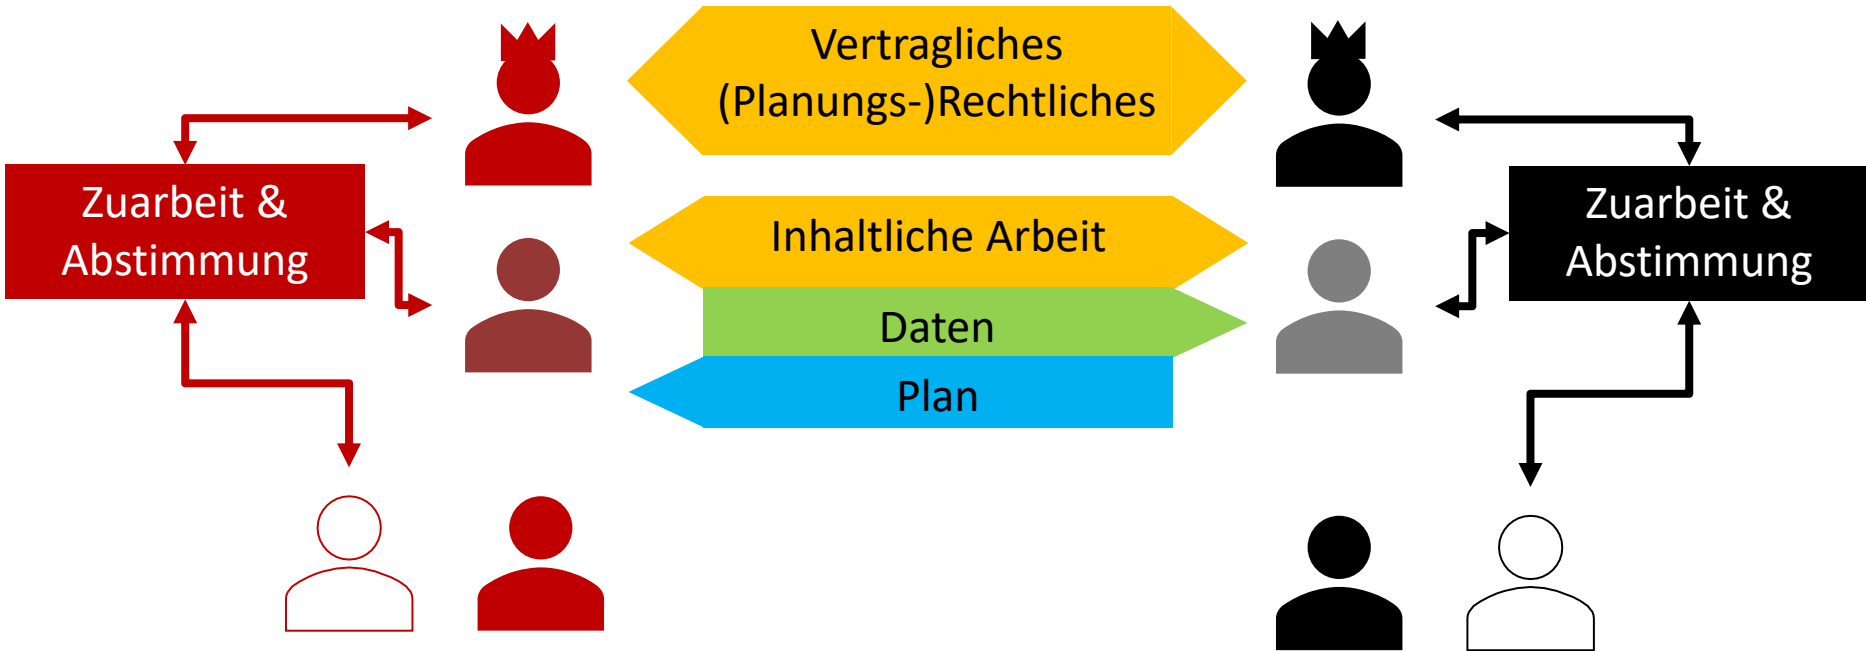 Vertragliches
(Planungs-)Rechtliches
Zuarbeit &
Abstimmung
Inhaltliche Arbeit
Daten
Plan
Zuarbeit &
Abstimmung